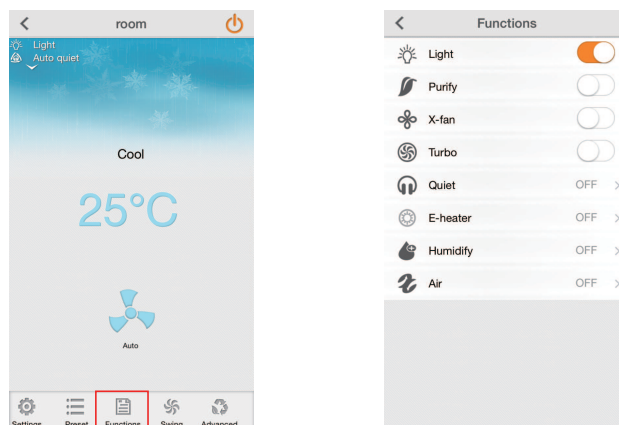 room
Light
Auto quiet
Cool
25°C
Auto
Settings Preset Functions Swing Advanced
Functions
Light
Purify
X-fan
Turbo
Quiet OFF
E-heater OFF
Humidify OFF
Air OFF